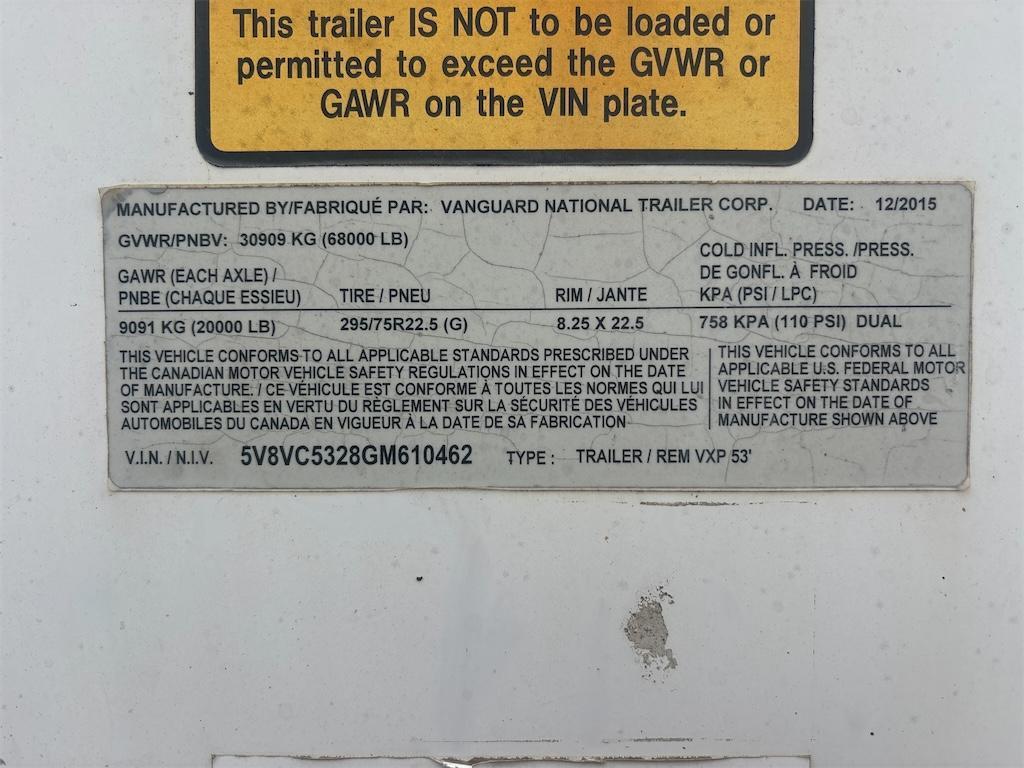 This trailer IS NOT to be loaded or
permitted to exceed the GVWR or
GAWR on the VIN plate.
MANUFACTURED BY/FABRIQUÉ PAR: VANGUARD NATIONAL TRAILER CORP. DATE: 12/2015
GVWR/PNBV: 30909 KG (68000 LB)
GAWR (EACH AXLE) /
PNBE (CHAQUE ESSIEU) TIRE / PNEU RIM / JANTE
COLD INFL. PRESS. /PRESS.
DE GONFL. À FROID
KPA (PSI / LPC)
9091 KG (20000 LB) 295/75R22.5 (G) 8.25 X 22.5 758 KPA (110 PSI) DUAL
THIS VEHICLE CONFORMS TO ALL APPLICABLE STANDARDS PRESCRIBED UNDER
THE CANADIAN MOTOR VEHICLE SAFETY REGULATIONS IN EFFECT ON THE DATE
OF MANUFACTURE. / CE VÉHICULE EST CONFORME À TOUTES LES NORMES QUI LUI
SONT APPLICABLES EN VERTU DU RÈGLEMENT SUR LA SÉCURITÉ DES VÉHICULES
AUTOMOBILES DU CANADA EN VIGUEUR À LA DATE DE SA FABRICATION
THIS VEHICLE CONFORMS TO ALL
APPLICABLE U.S. FEDERAL MOTOR
VEHICLE SAFETY STANDARDS
IN EFFECT ON THE DATE OF
MANUFACTURE SHOWN ABOVE
V.I.N. / N.I.V. 5V8VC5328GM610462 TYPE : TRAILER / REM VXP 53'